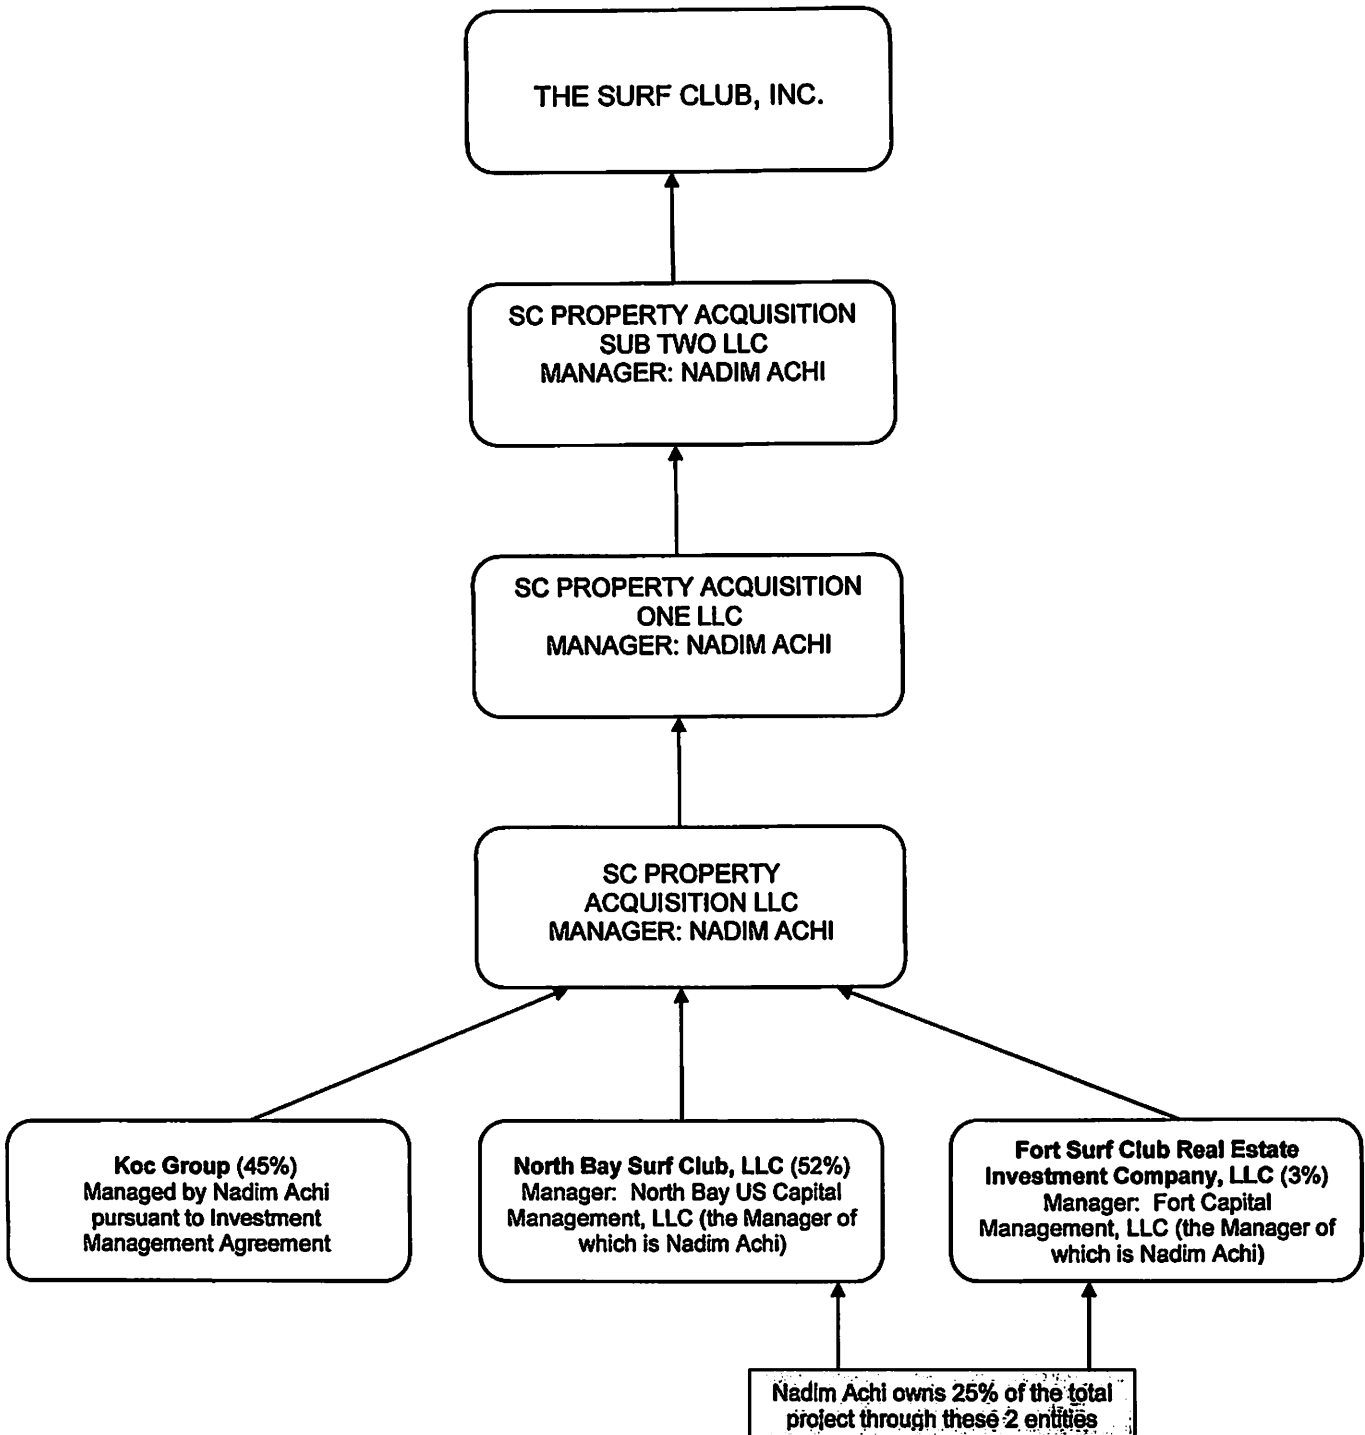 THE SURF CLUB, INC.
SC PROPERTY ACQUISITION
SUB TWO LLC
MANAGER: NADIM ACHI
SC PROPERTY ACQUISITION
ONE LLC
MANAGER: NADIM ACHI
SC PROPERTY
ACQUISITION LLC
MANAGER: NADIM ACHI
Koc Group (45%)
Managed by Nadim Achi
pursuant to Investment
Management Agreement
North Bay Surf Club, LLC (52%)
Manager: North Bay US Capital
Management, LLC (the Manager of
which is Nadim Achi)
Fort Surf Club Real Estate
Investment Company, LLC (3%)
Manager: Fort Capital
Management, LLC (the Manager of
which is Nadim Achi)
Nadim Achi owns 25% of the total
project through these 2 entities